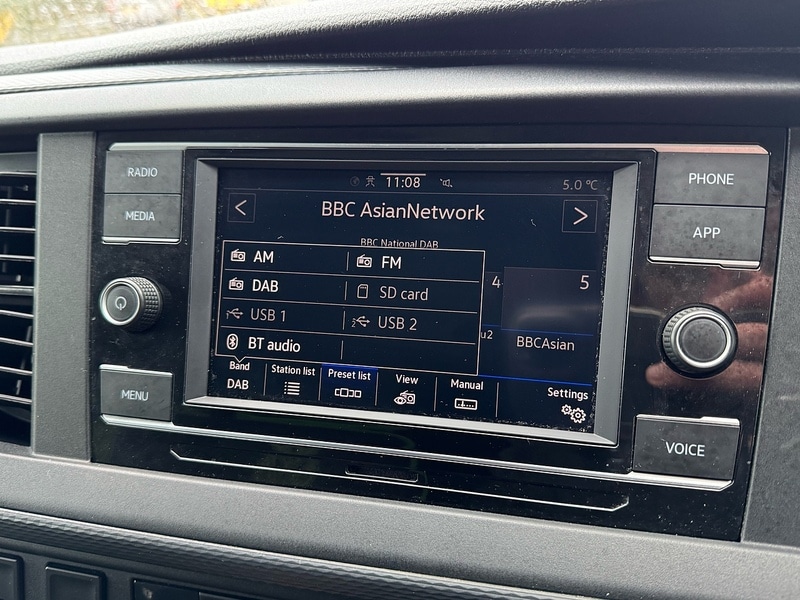 RADIO
MEDIA
MENU
PHONE
APP
VOICE
11:08
5.0 °C
<
BBC AsianNetwork
>
BBC National DAB
AM
FM
DAB
SD card
USB 1
USB 2
BT audio
4
5
u2
BBCAsian
Band
DAB
Station list
Preset list
View
Manual
Settings